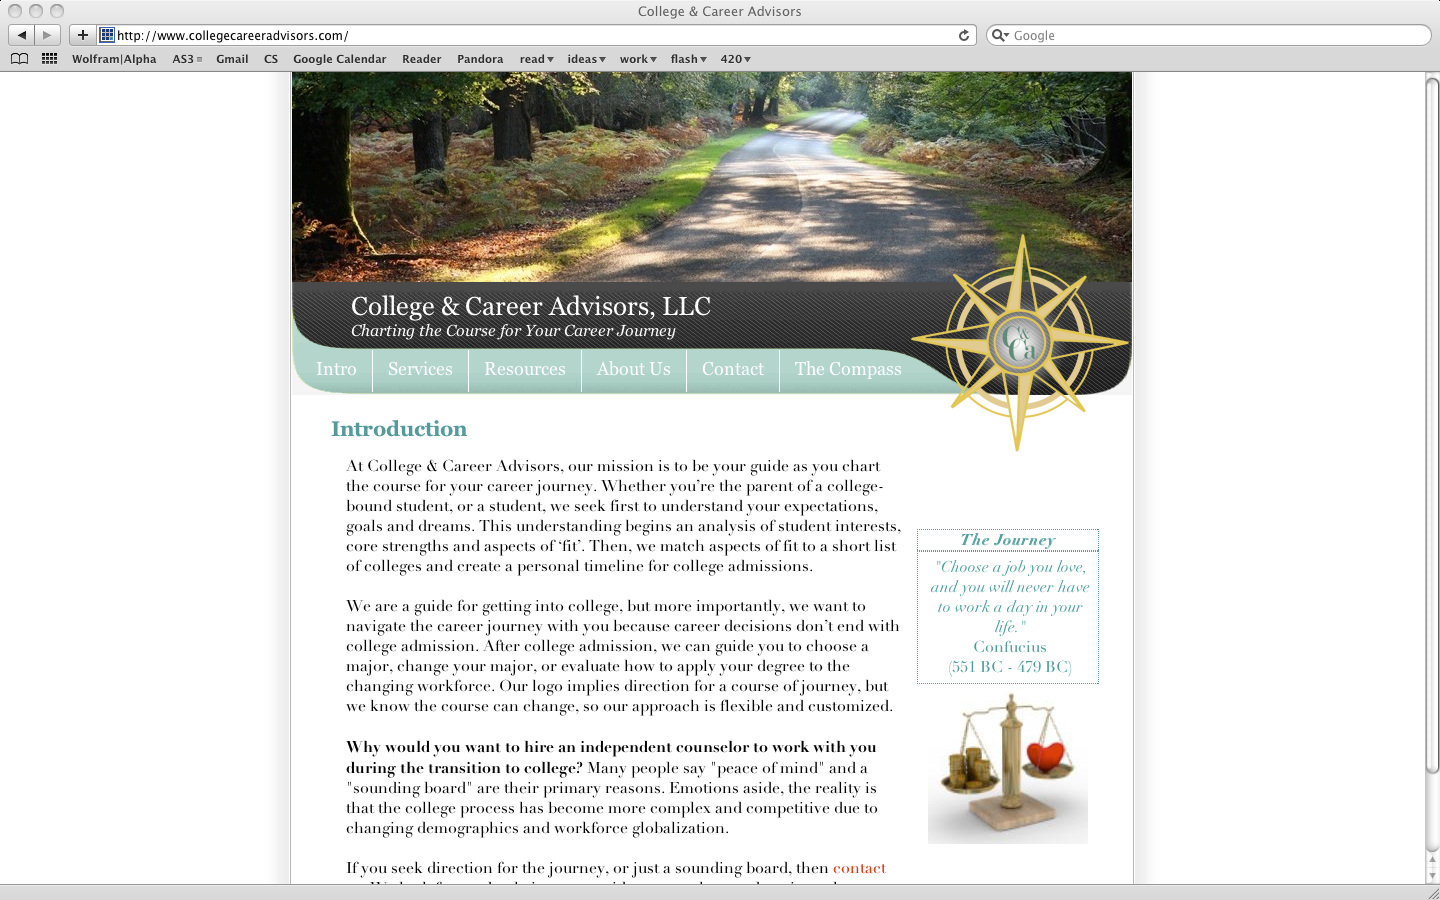 College & Career Advisors
http://www.collegecareeradvisors.com/
Google
Wolfram|Alpha AS3 Gmail CS Google Calendar Reader Pandora read ideas work flash 420
College & Career Advisors, LLC
Charting the Course for Your Career Journey
C&Ca
Intro Services Resources About Us Contact The Compass
Introduction
At College & Career Advisors, our mission is to be your guide as you chart
the course for your career journey. Whether you’re the parent of a college-
bound student, or a student, we seek first to understand your expectations,
goals and dreams. This understanding begins an analysis of student interests,
core strengths and aspects of ‘fit’. Then, we match aspects of fit to a short list
of colleges and create a personal timeline for college admissions.
We are a guide for getting into college, but more importantly, we want to
navigate the career journey with you because career decisions don’t end with
college admission. After college admission, we can guide you to choose a
major, change your major, or evaluate how to apply your degree to the
changing workforce. Our logo implies direction for a course of journey, but
we know the course can change, so our approach is flexible and customized.
Why would you want to hire an independent counselor to work with you
during the transition to college? Many people say "peace of mind" and a
"sounding board" are their primary reasons. Emotions aside, the reality is
that the college process has become more complex and competitive due to
changing demographics and workforce globalization.
If you seek direction for the journey, or just a sounding board, then contact
The Journey
"Choose a job you love,
and you will never have
to work a day in your
life."
Confucius
(551 BC - 479 BC)